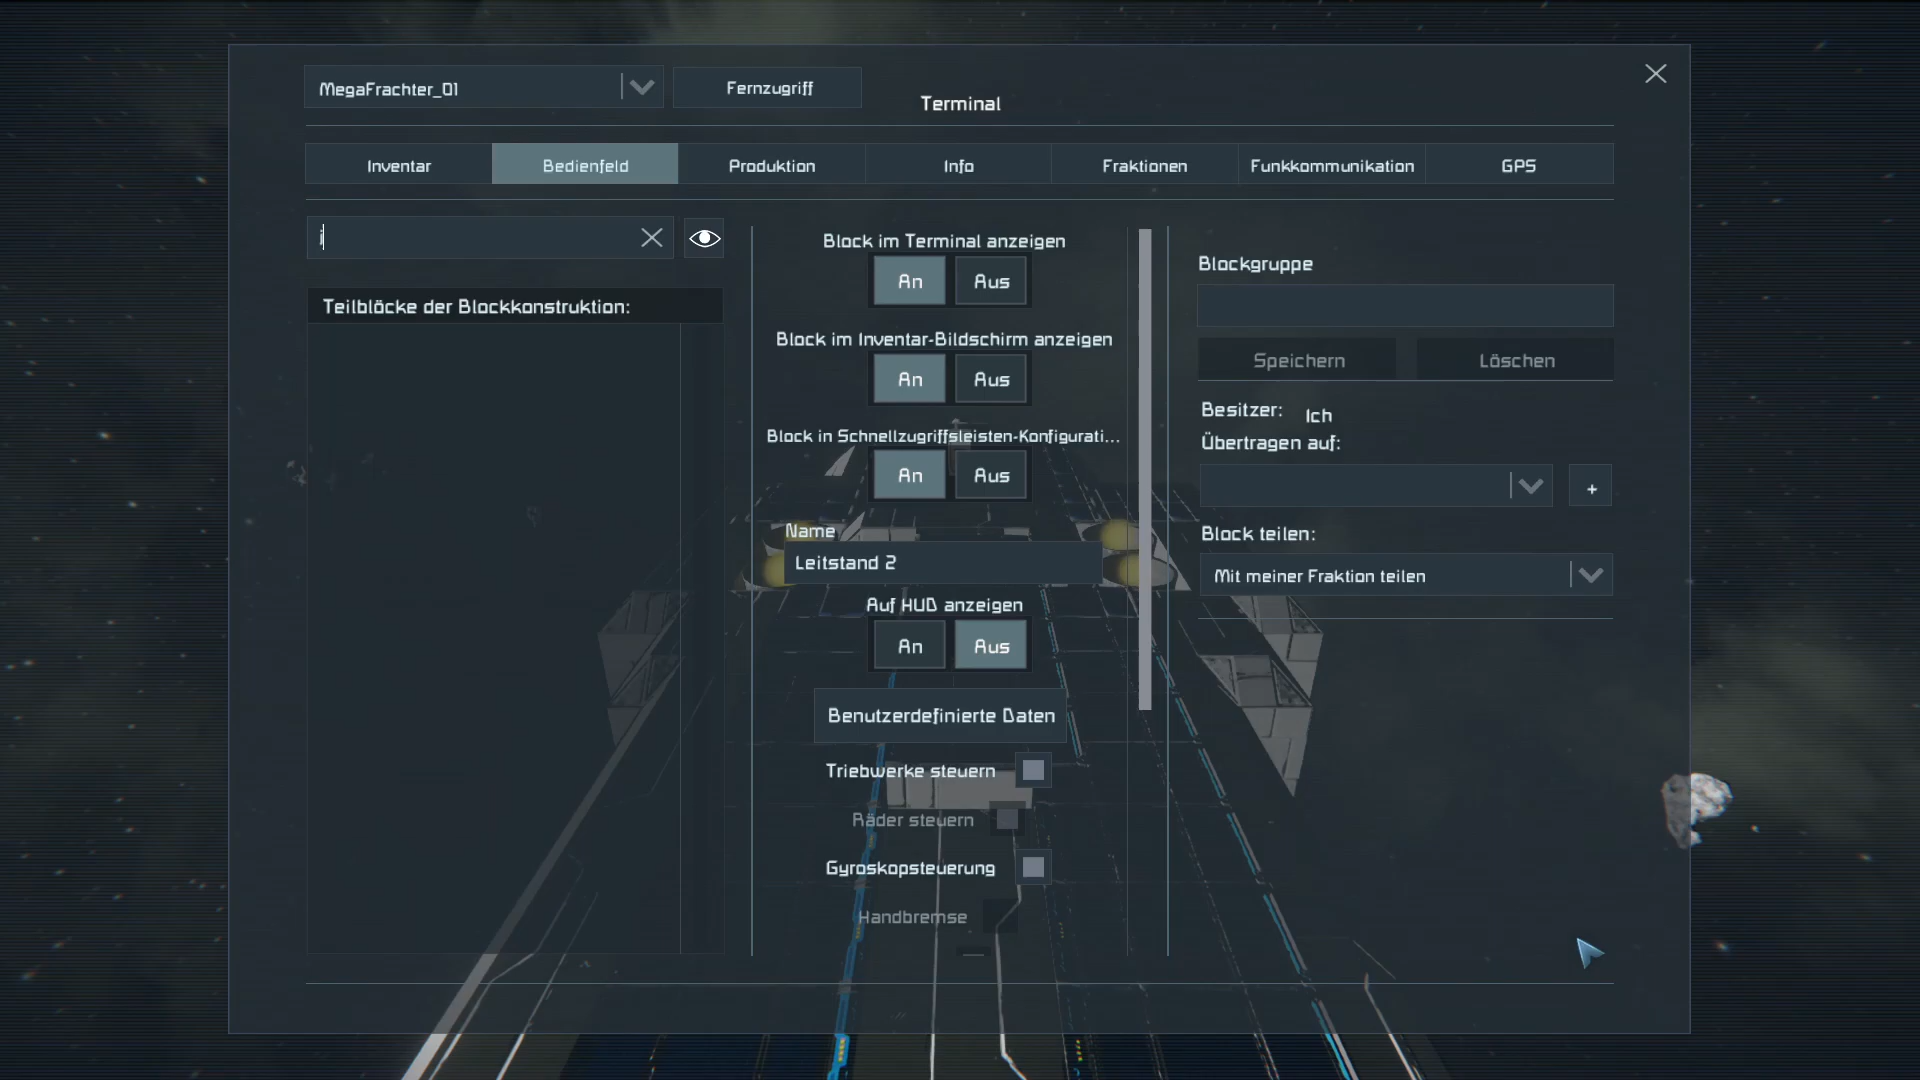 MegaFrachter_01
Fernzugriff
Terminal
Inventar
Bedienfeld
Produktion
Info
Fraktionen
Funkkommunikation
GPS
i
Teilblöcke der Blockkonstruktion:
Block im Terminal anzeigen
An
Aus
Block im Inventar-Bildschirm anzeigen
An
Aus
Block in Schnellzugriffsleisten-Konfigurati...
An
Aus
Name
Leitstand 2
Auf HUD anzeigen
An
Aus
Benutzerdefinierte Daten
Triebwerke steuern
Räder steuern
Gyroskopsteuerung
Handbremse
Blockgruppe
Speichern
Löschen
Besitzer: Ich
Übertragen auf:
+
Block teilen:
Mit meiner Fraktion teilen